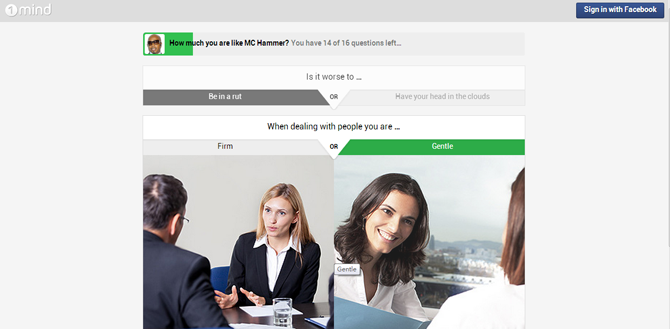 1mind
Sign in with Facebook
How much you are like MC Hammer? You have 14 of 16 questions left...
Is it worse to ...
Be in a rut OR Have your head in the clouds
When dealing with people you are ...
Firm OR Gentle
Gentle